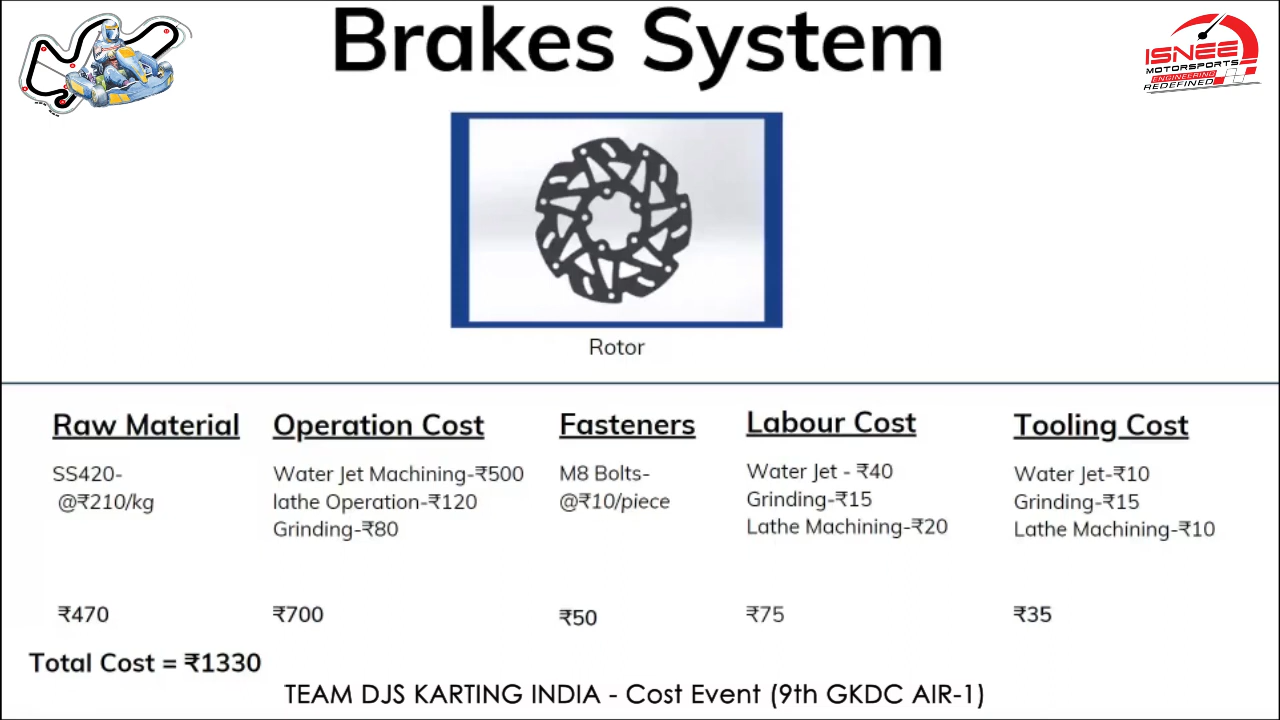 Brakes System
ISNEE
MOTORSPORTS
ENGINEERING
REDEFINED
Rotor
Raw Material
SS420-
@₹210/kg
₹470
Operation Cost
Water Jet Machining-₹500
lathe Operation-₹120
Grinding-₹80
₹700
Fasteners
M8 Bolts-
@₹10/piece
₹50
Labour Cost
Water Jet - ₹40
Grinding-₹15
Lathe Machining-₹20
₹75
Tooling Cost
Water Jet-₹10
Grinding-₹15
Lathe Machining-₹10
₹35
Total Cost = ₹1330
TEAM DJS KARTING INDIA - Cost Event (9th GKDC AIR-1)